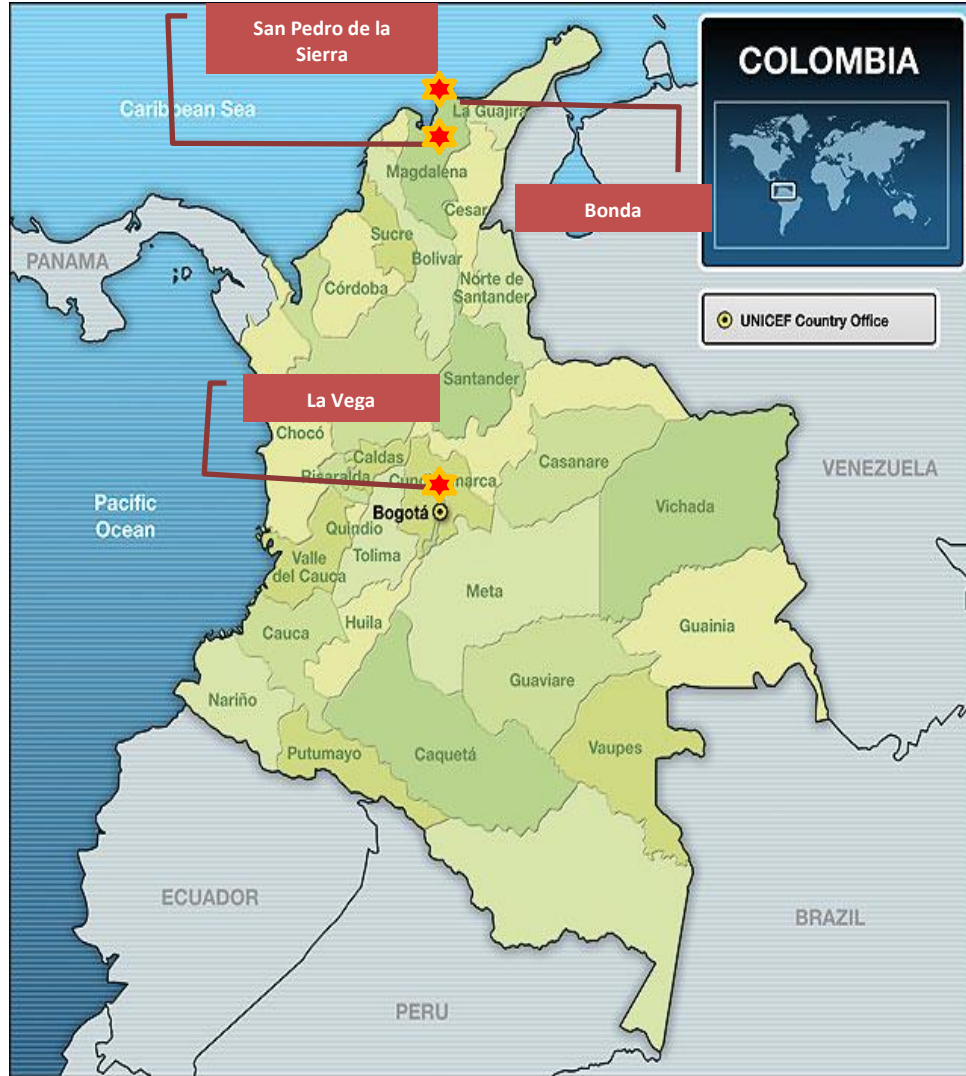 San Pedro de la
Sierra
COLOMBIA
Caribbean Sea
La Guajira
Magdalena
Bonda
Cesar
Sucre
Bolivar
PANAMA
Córdoba
Norte de
Santander
UNICEF Country Office
Santander
La Vega
Chocó
Caldas
Casanare
VENEZUELA
Risaralda
Pacific
Ocean
Vichada
Bogotá
Quindio
Valle
del Cauca
Tolima
Meta
Huila
Guainia
Cauca
Guaviare
Nariño
Putumayo
Caquetá
Vaupes
ECUADOR
BRAZIL
PERU